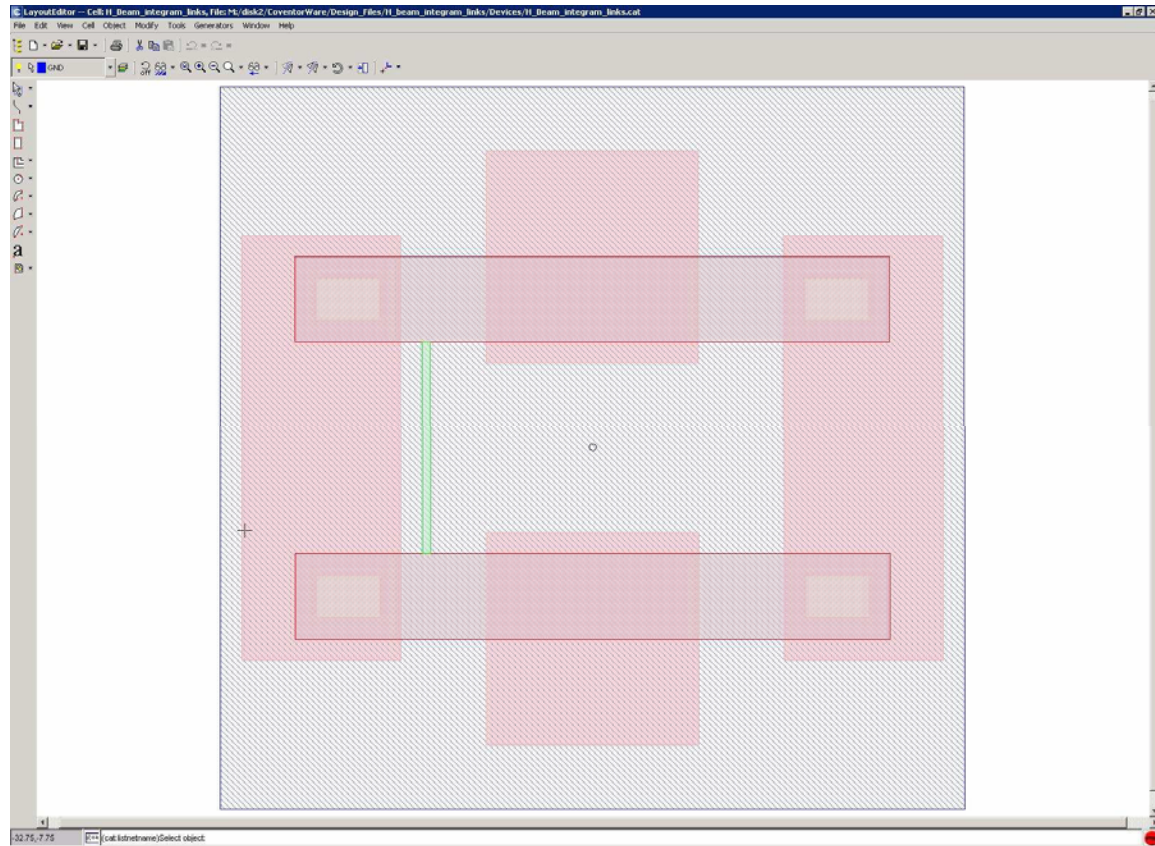 LayoutEditor -- Cell: H_Beam_integram_links, File: M:/disk2/CoventorWare/Design_Files/H_beam_integram_links/Devices/H_Beam_integram_links.cat
File Edit View Cell Object Modify Tools Generators Window Help
GND
off
a
-32.75,-7.75 (cat:listnetname)Select object: